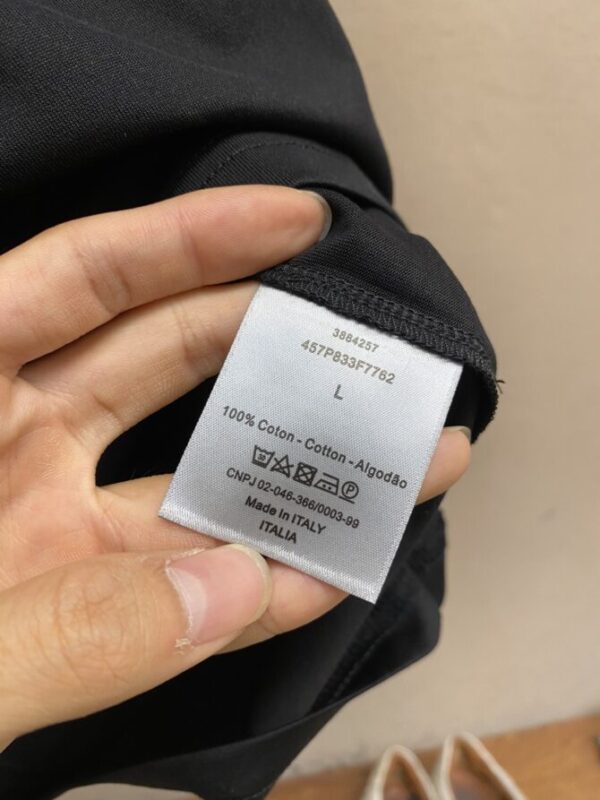 3884257
457P833F7762
L
100% Coton - Cotton - Algodão
CNPJ 02-046-366/0003-99
Made In ITALY
ITALIA